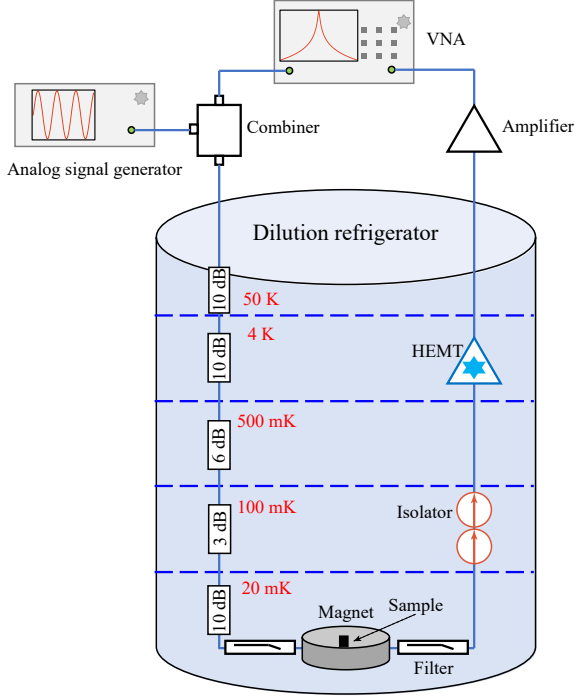 VNA
Combiner
Amplifier
Analog signal generator
Dilution refrigerator
10 dB
50 K
4 K
10 dB
HEMT
500 mK
6 dB
100 mK
3 dB
Isolator
20 mK
10 dB
Magnet
Sample
Filter